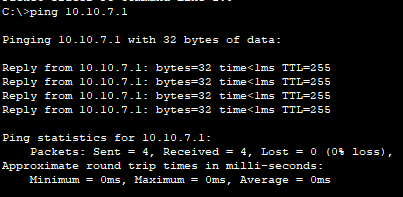 C:\>ping 10.10.7.1
Pinging 10.10.7.1 with 32 bytes of data:
Reply from 10.10.7.1: bytes=32 time<1ms TTL=255
Reply from 10.10.7.1: bytes=32 time<1ms TTL=255
Reply from 10.10.7.1: bytes=32 time<1ms TTL=255
Reply from 10.10.7.1: bytes=32 time<1ms TTL=255
Ping statistics for 10.10.7.1:
Packets: Sent = 4, Received = 4, Lost = 0 (0% loss),
Approximate round trip times in milli-seconds:
Minimum = 0ms, Maximum = 0ms, Average = 0ms